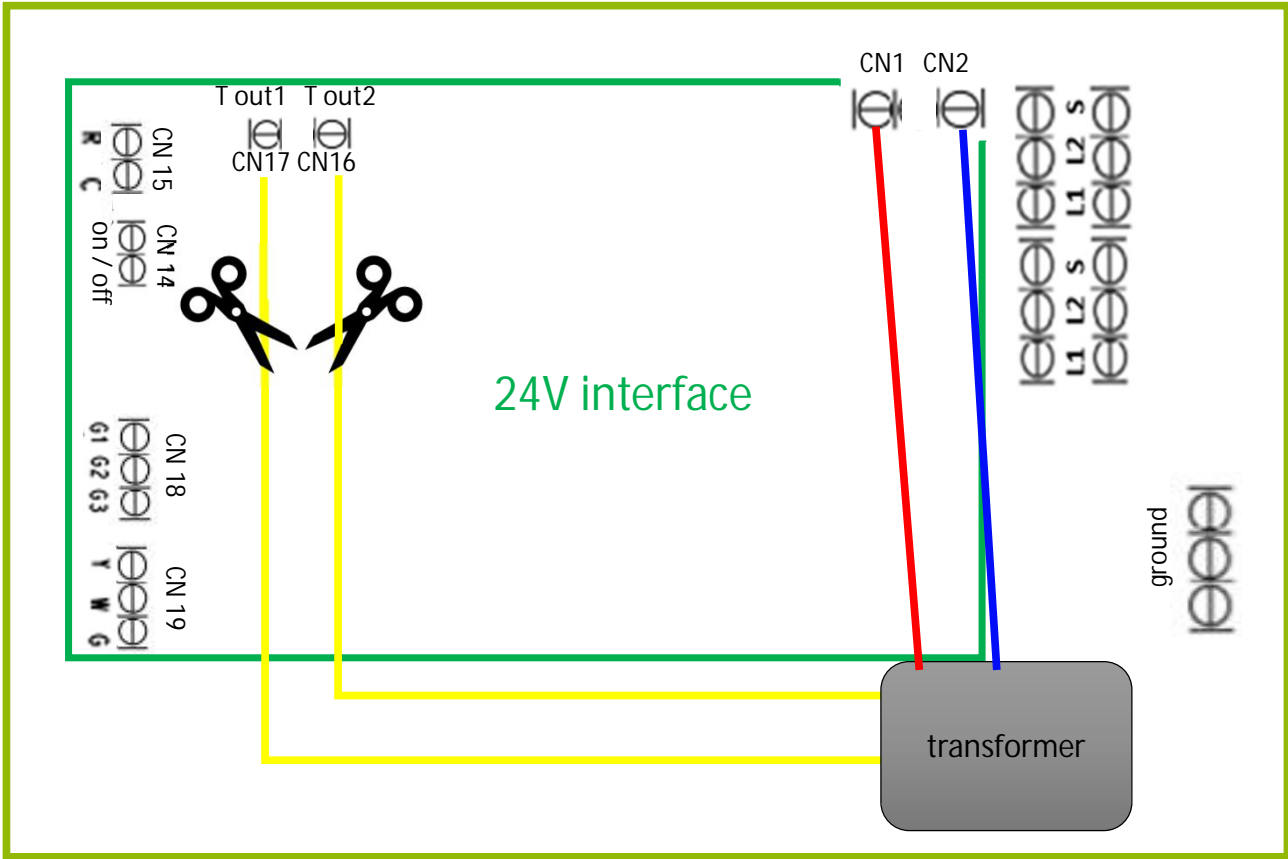 CN1 CN2
T out1 T out2
CN17 CN16
CN 15
R
C
CN 14
on / off
24V interface
CN 18
G1
G2
G3
CN 19
Y
W
G
S
L2
L1
S
L2
L1
ground
transformer